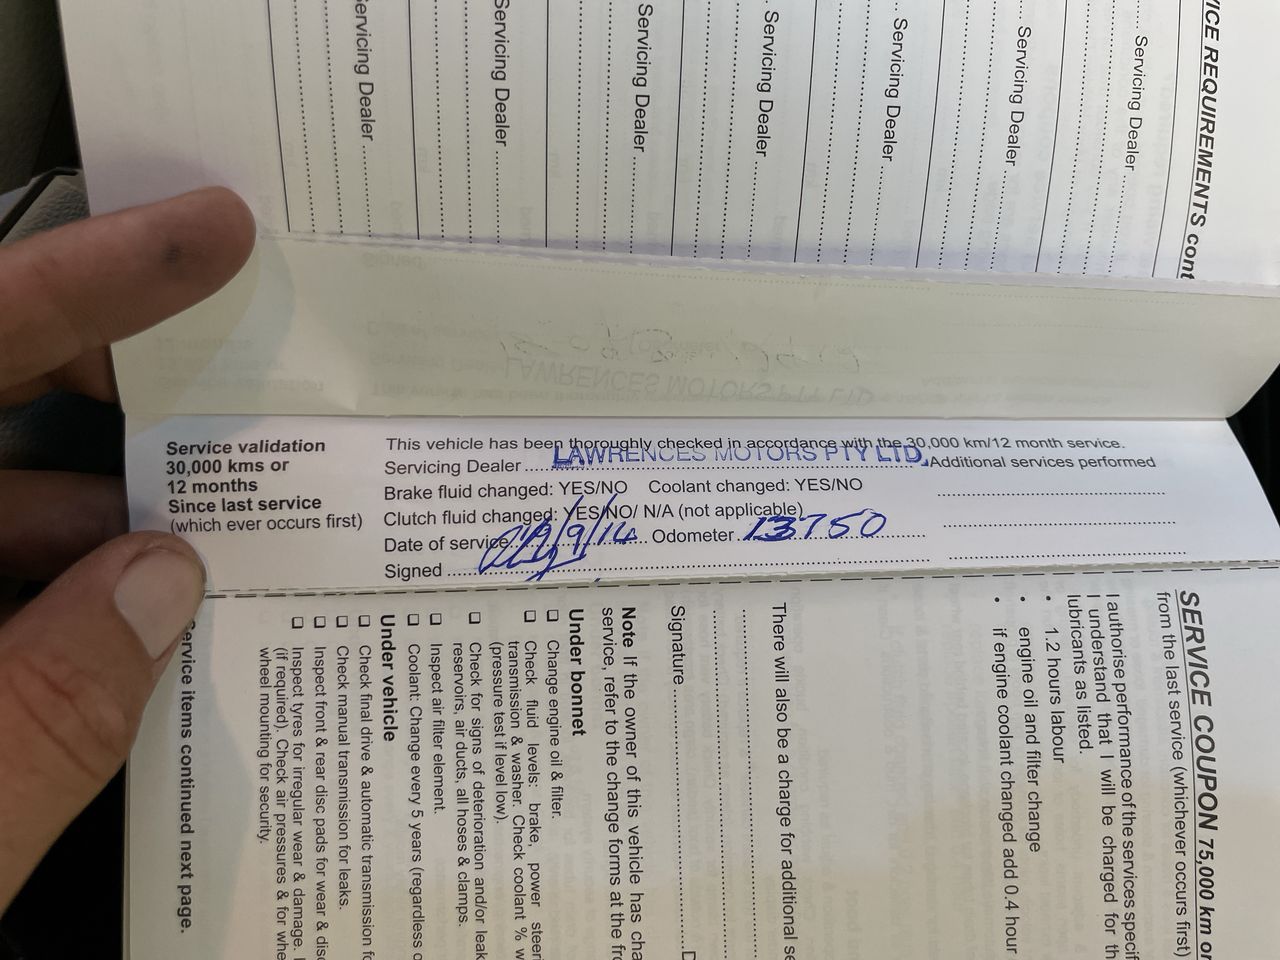 VICE REQUIREMENTS cont
Servicing Dealer
Servicing Dealer
Servicing Dealer
Servicing Dealer
Servicing Dealer
Servicing Dealer
Servicing Dealer
Service validation
30,000 kms or
12 months
Since last service
(which ever occurs first)
This vehicle has been thoroughly checked in accordance with the 30,000 km/12 month service.
Servicing Dealer LAWRENCES MOTORS PTY LTD. Additional services performed
Brake fluid changed: YES/NO Coolant changed: YES/NO
Clutch fluid changed: YES/NO/ N/A (not applicable)
Date of service /9/14 Odometer 13750
Signed
SERVICE COUPON 75,000 km or
from the last service (whichever occurs first)
I authorise performance of the services specif
I understand that I will be charged for th
lubricants as listed.
• 1.2 hours labour
• engine oil and filter change
• if engine coolant changed add 0.4 hour
There will also be a charge for additional se
Signature D
Note If the owner of this vehicle has cha
service, refer to the change forms at the fro
Under bonnet
❑ Change engine oil & filter.
❑ Check fluid levels: brake, power steeri
transmission & washer. Check coolant % w
(pressure test if level low).
❑ Check for signs of deterioration and/or leak
reservoirs, air ducts, all hoses & clamps.
❑ Inspect air filter element.
❑ Coolant: Change every 5 years (regardless o
Under vehicle
❑ Check final drive & automatic transmission fo
❑ Check manual transmission for leaks.
❑ Inspect front & rear disc pads for wear & disc
❑ Inspect tyres for irregular wear & damage.
(if required). Check air pressures & for whe
wheel mounting for security.
ervice items continued next page.